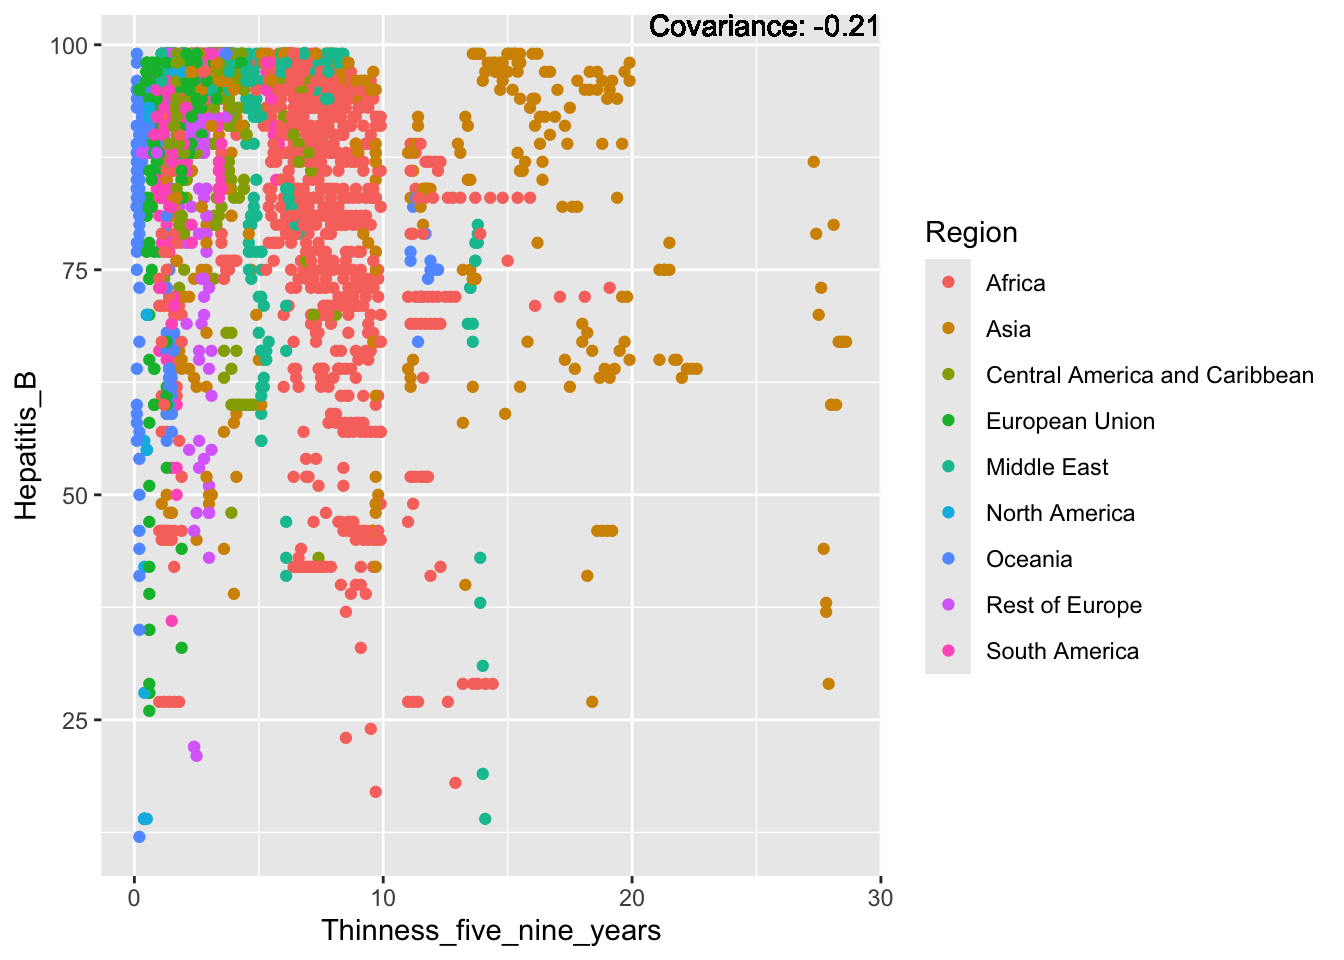 Covariance: -0.21
100
75
50
25
Hepatitis_B
0
10
20
30
Thinness_five_nine_years
Region
Africa
Asia
Central America and Caribbean
European Union
Middle East
North America
Oceania
Rest of Europe
South America